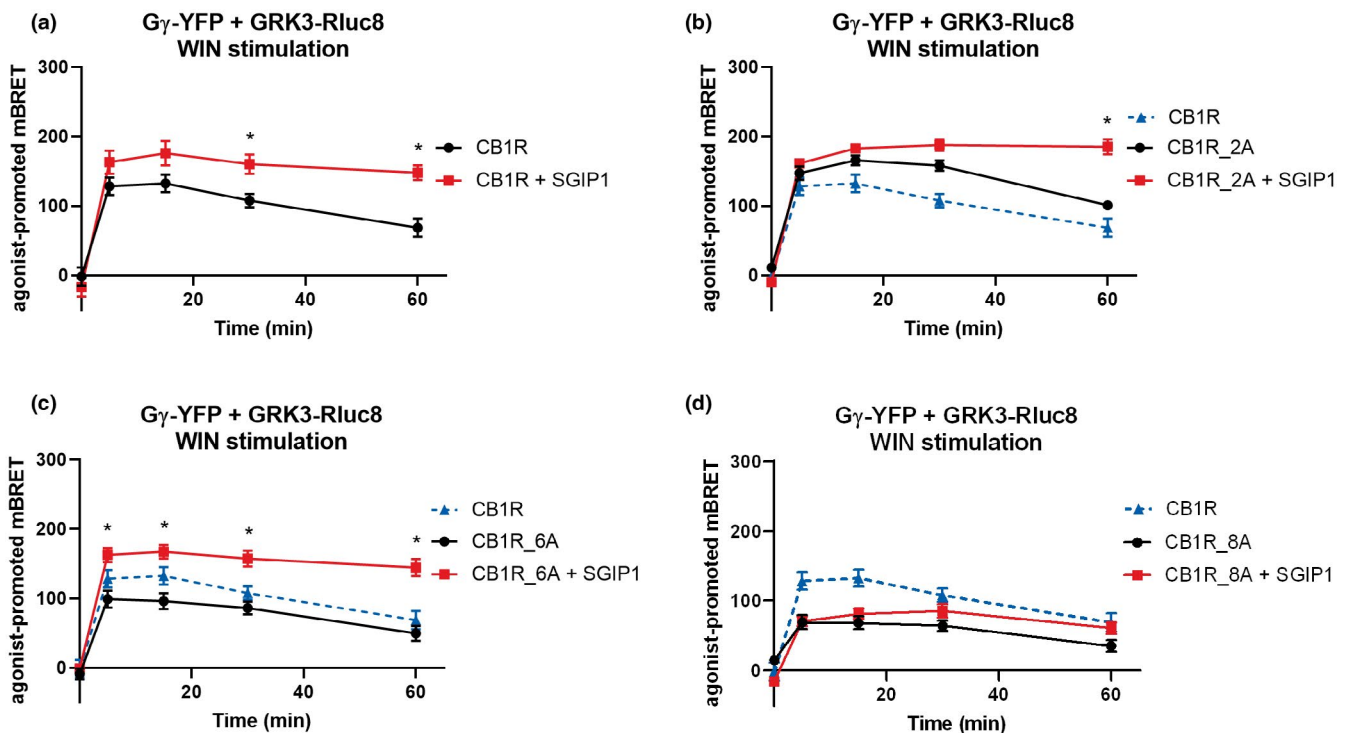 (a)
Gγ-YFP + GRK3-Rluc8
WIN stimulation
agonist-promoted mBRET
300
200
100
0
20
40
60
Time (min)
*
*
CB1R
CB1R + SGIP1
(b)
Gγ-YFP + GRK3-Rluc8
WIN stimulation
agonist-promoted mBRET
300
200
100
0
20
40
60
Time (min)
*
CB1R
CB1R_2A
CB1R_2A + SGIP1
(c)
Gγ-YFP + GRK3-Rluc8
WIN stimulation
agonist-promoted mBRET
300
200
100
0
20
40
60
Time (min)
*
*
*
*
CB1R
CB1R_6A
CB1R_6A + SGIP1
(d)
Gγ-YFP + GRK3-Rluc8
WIN stimulation
agonist-promoted mBRET
300
200
100
0
20
40
60
Time (min)
CB1R
CB1R_8A
CB1R_8A + SGIP1